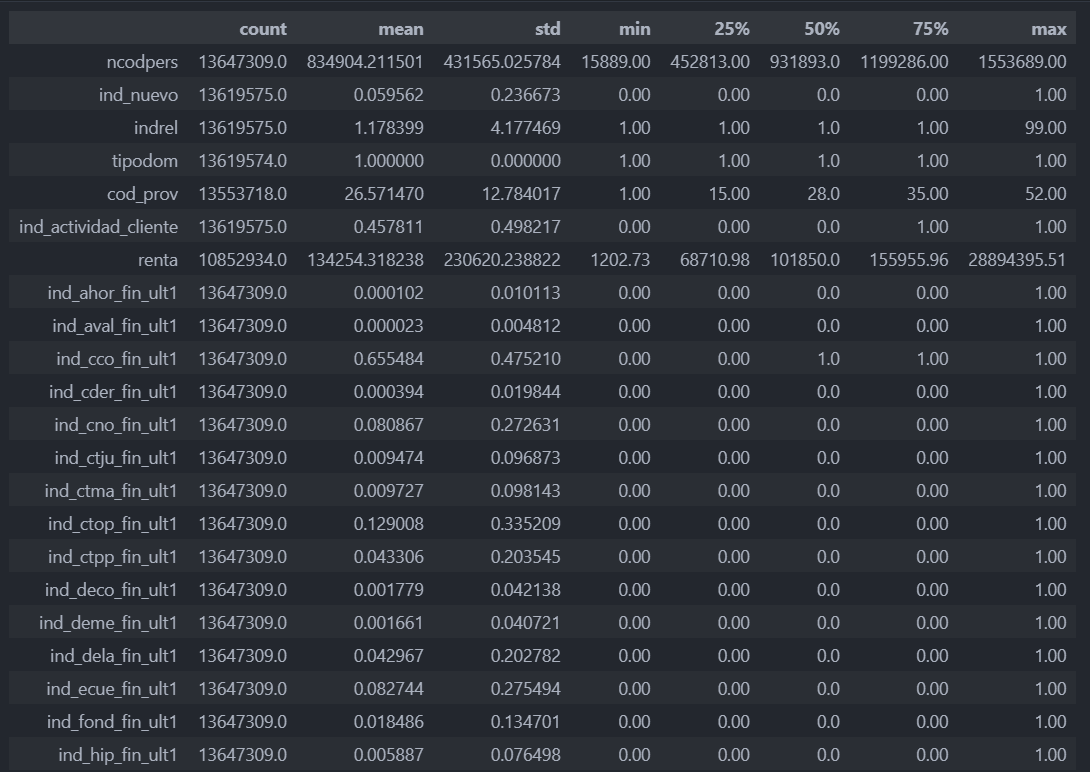 count mean std min 25% 50% 75% max
ncodpers 13647309.0 834904.211501 431565.025784 15889.00 452813.00 931893.0 1199286.00 1553689.00
ind_nuevo 13619575.0 0.059562 0.236673 0.00 0.00 0.0 0.00 1.00
indrel 13619575.0 1.178399 4.177469 1.00 1.00 1.0 1.00 99.00
tipodom 13619574.0 1.000000 0.000000 1.00 1.00 1.0 1.00 1.00
cod_prov 13553718.0 26.571470 12.784017 1.00 15.00 28.0 35.00 52.00
ind_actividad_cliente 13619575.0 0.457811 0.498217 0.00 0.00 0.0 1.00 1.00
renta 10852934.0 134254.318238 230620.238822 1202.73 68710.98 101850.0 155955.96 28894395.51
ind_ahor_fin_ult1 13647309.0 0.000102 0.010113 0.00 0.00 0.0 0.00 1.00
ind_aval_fin_ult1 13647309.0 0.000023 0.004812 0.00 0.00 0.0 0.00 1.00
ind_cco_fin_ult1 13647309.0 0.655484 0.475210 0.00 0.00 1.0 1.00 1.00
ind_cder_fin_ult1 13647309.0 0.000394 0.019844 0.00 0.00 0.0 0.00 1.00
ind_cno_fin_ult1 13647309.0 0.080867 0.272631 0.00 0.00 0.0 0.00 1.00
ind_ctju_fin_ult1 13647309.0 0.009474 0.096873 0.00 0.00 0.0 0.00 1.00
ind_ctma_fin_ult1 13647309.0 0.009727 0.098143 0.00 0.00 0.0 0.00 1.00
ind_ctop_fin_ult1 13647309.0 0.129008 0.335209 0.00 0.00 0.0 0.00 1.00
ind_ctpp_fin_ult1 13647309.0 0.043306 0.203545 0.00 0.00 0.0 0.00 1.00
ind_deco_fin_ult1 13647309.0 0.001779 0.042138 0.00 0.00 0.0 0.00 1.00
ind_deme_fin_ult1 13647309.0 0.001661 0.040721 0.00 0.00 0.0 0.00 1.00
ind_dela_fin_ult1 13647309.0 0.042967 0.202782 0.00 0.00 0.0 0.00 1.00
ind_ecue_fin_ult1 13647309.0 0.082744 0.275494 0.00 0.00 0.0 0.00 1.00
ind_fond_fin_ult1 13647309.0 0.018486 0.134701 0.00 0.00 0.0 0.00 1.00
ind_hip_fin_ult1 13647309.0 0.005887 0.076498 0.00 0.00 0.0 0.00 1.00